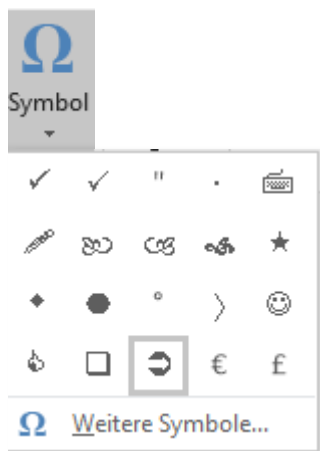 Ω
Symbol
✓ ✓ " · ⌨
★
◆ ● ° 〉 ☺
❑ ➲ € £
Ω Weitere Symbole...